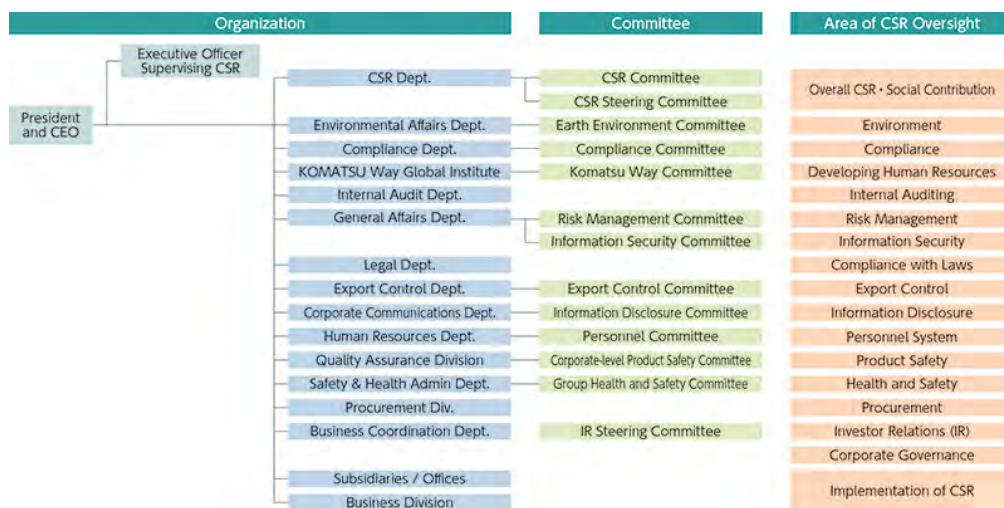 Organization
Committee
Area of CSR Oversight
Executive Officer
Supervising CSR
President
and CEO
CSR Dept.
CSR Committee
Overall CSR・Social Contribution
CSR Steering Committee
Environmental Affairs Dept.
Earth Environment Committee
Environment
Compliance Dept.
Compliance Committee
Compliance
KOMATSU Way Global Institute
Komatsu Way Committee
Developing Human Resources
Internal Audit Dept.
Internal Auditing
General Affairs Dept.
Risk Management Committee
Risk Management
Information Security Committee
Information Security
Legal Dept.
Compliance with Laws
Export Control Dept.
Export Control Committee
Export Control
Corporate Communications Dept.
Information Disclosure Committee
Information Disclosure
Human Resources Dept.
Personnel Committee
Personnel System
Quality Assurance Division
Corporate-level Product Safety Committee
Product Safety
Safety & Health Admin Dept.
Group Health and Safety Committee
Health and Safety
Procurement Div.
Procurement
Business Coordination Dept.
IR Steering Committee
Investor Relations (IR)
Corporate Governance
Subsidiaries / Offices
Implementation of CSR
Business Division